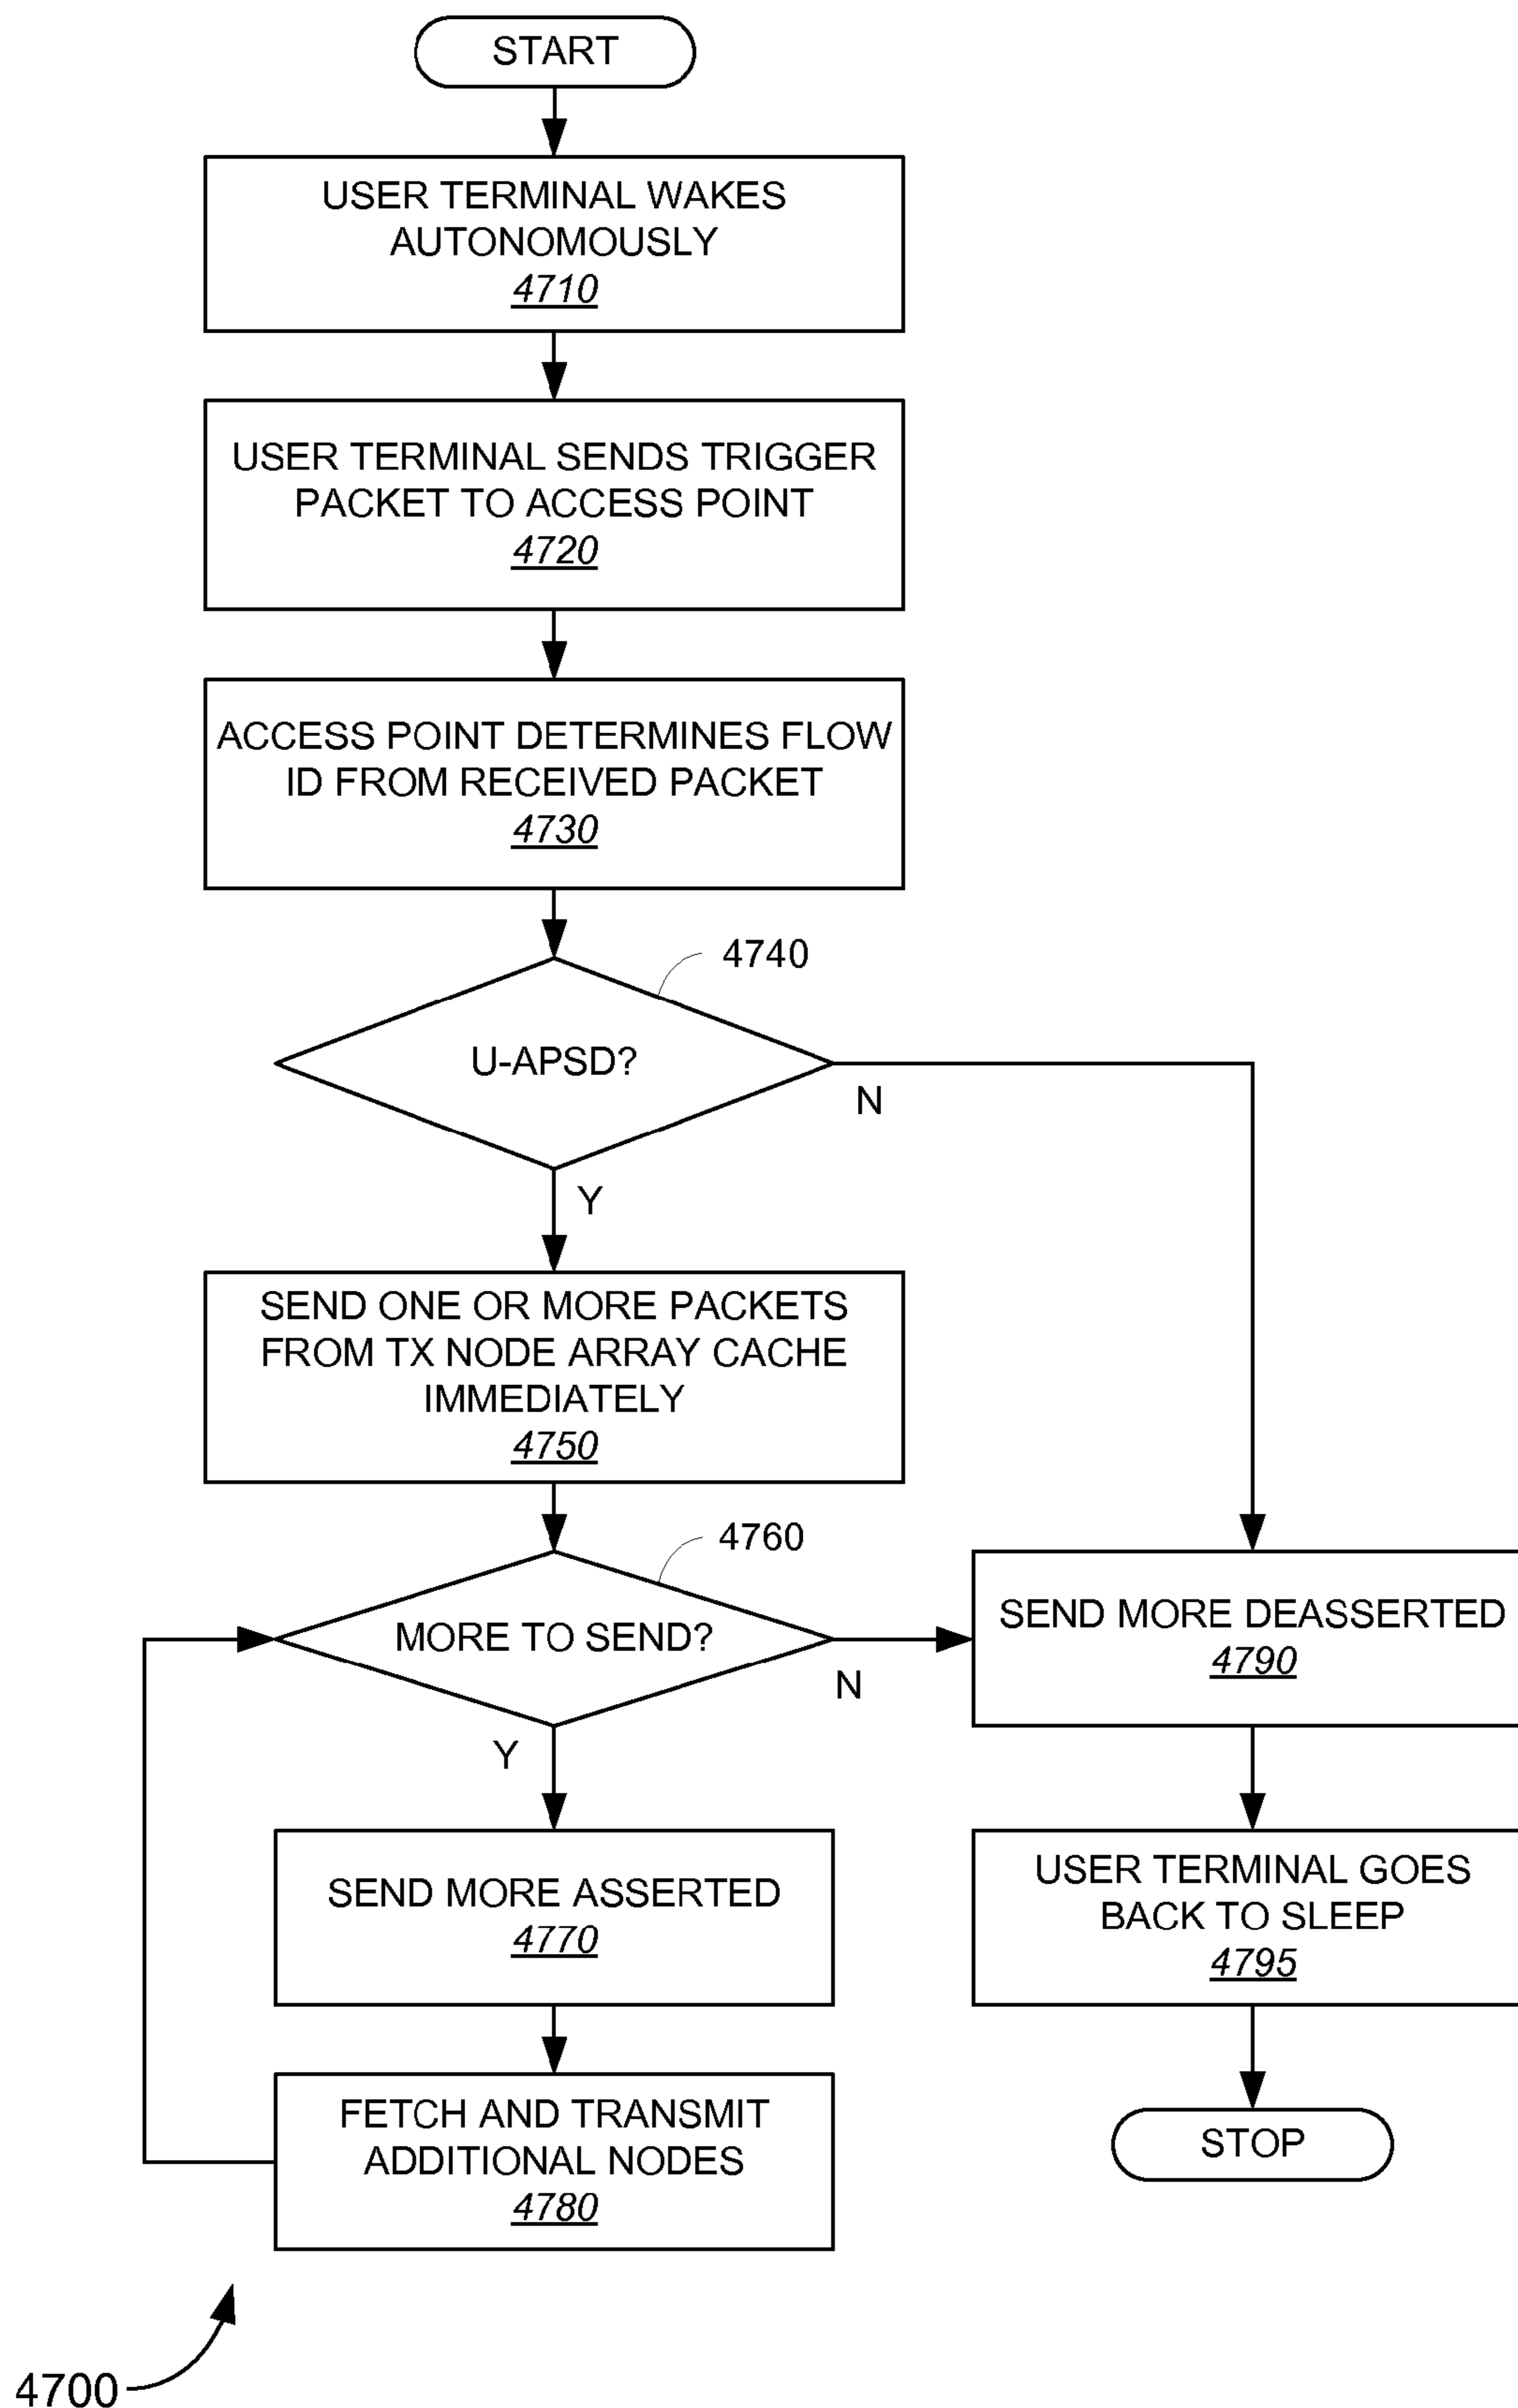 START
USER TERMINAL WAKES
AUTONOMOUSLY
4710
USER TERMINAL SENDS TRIGGER
PACKET TO ACCESS POINT
4720
ACCESS POINT DETERMINES FLOW
ID FROM RECEIVED PACKET
4730
4740
U-APSD?
N
Y
SEND ONE OR MORE PACKETS
FROM TX NODE ARRAY CACHE
IMMEDIATELY
4750
4760
MORE TO SEND?
N
Y
SEND MORE ASSERTED
4770
FETCH AND TRANSMIT
ADDITIONAL NODES
4780
SEND MORE DEASSERTED
4790
USER TERMINAL GOES
BACK TO SLEEP
4795
STOP
4700